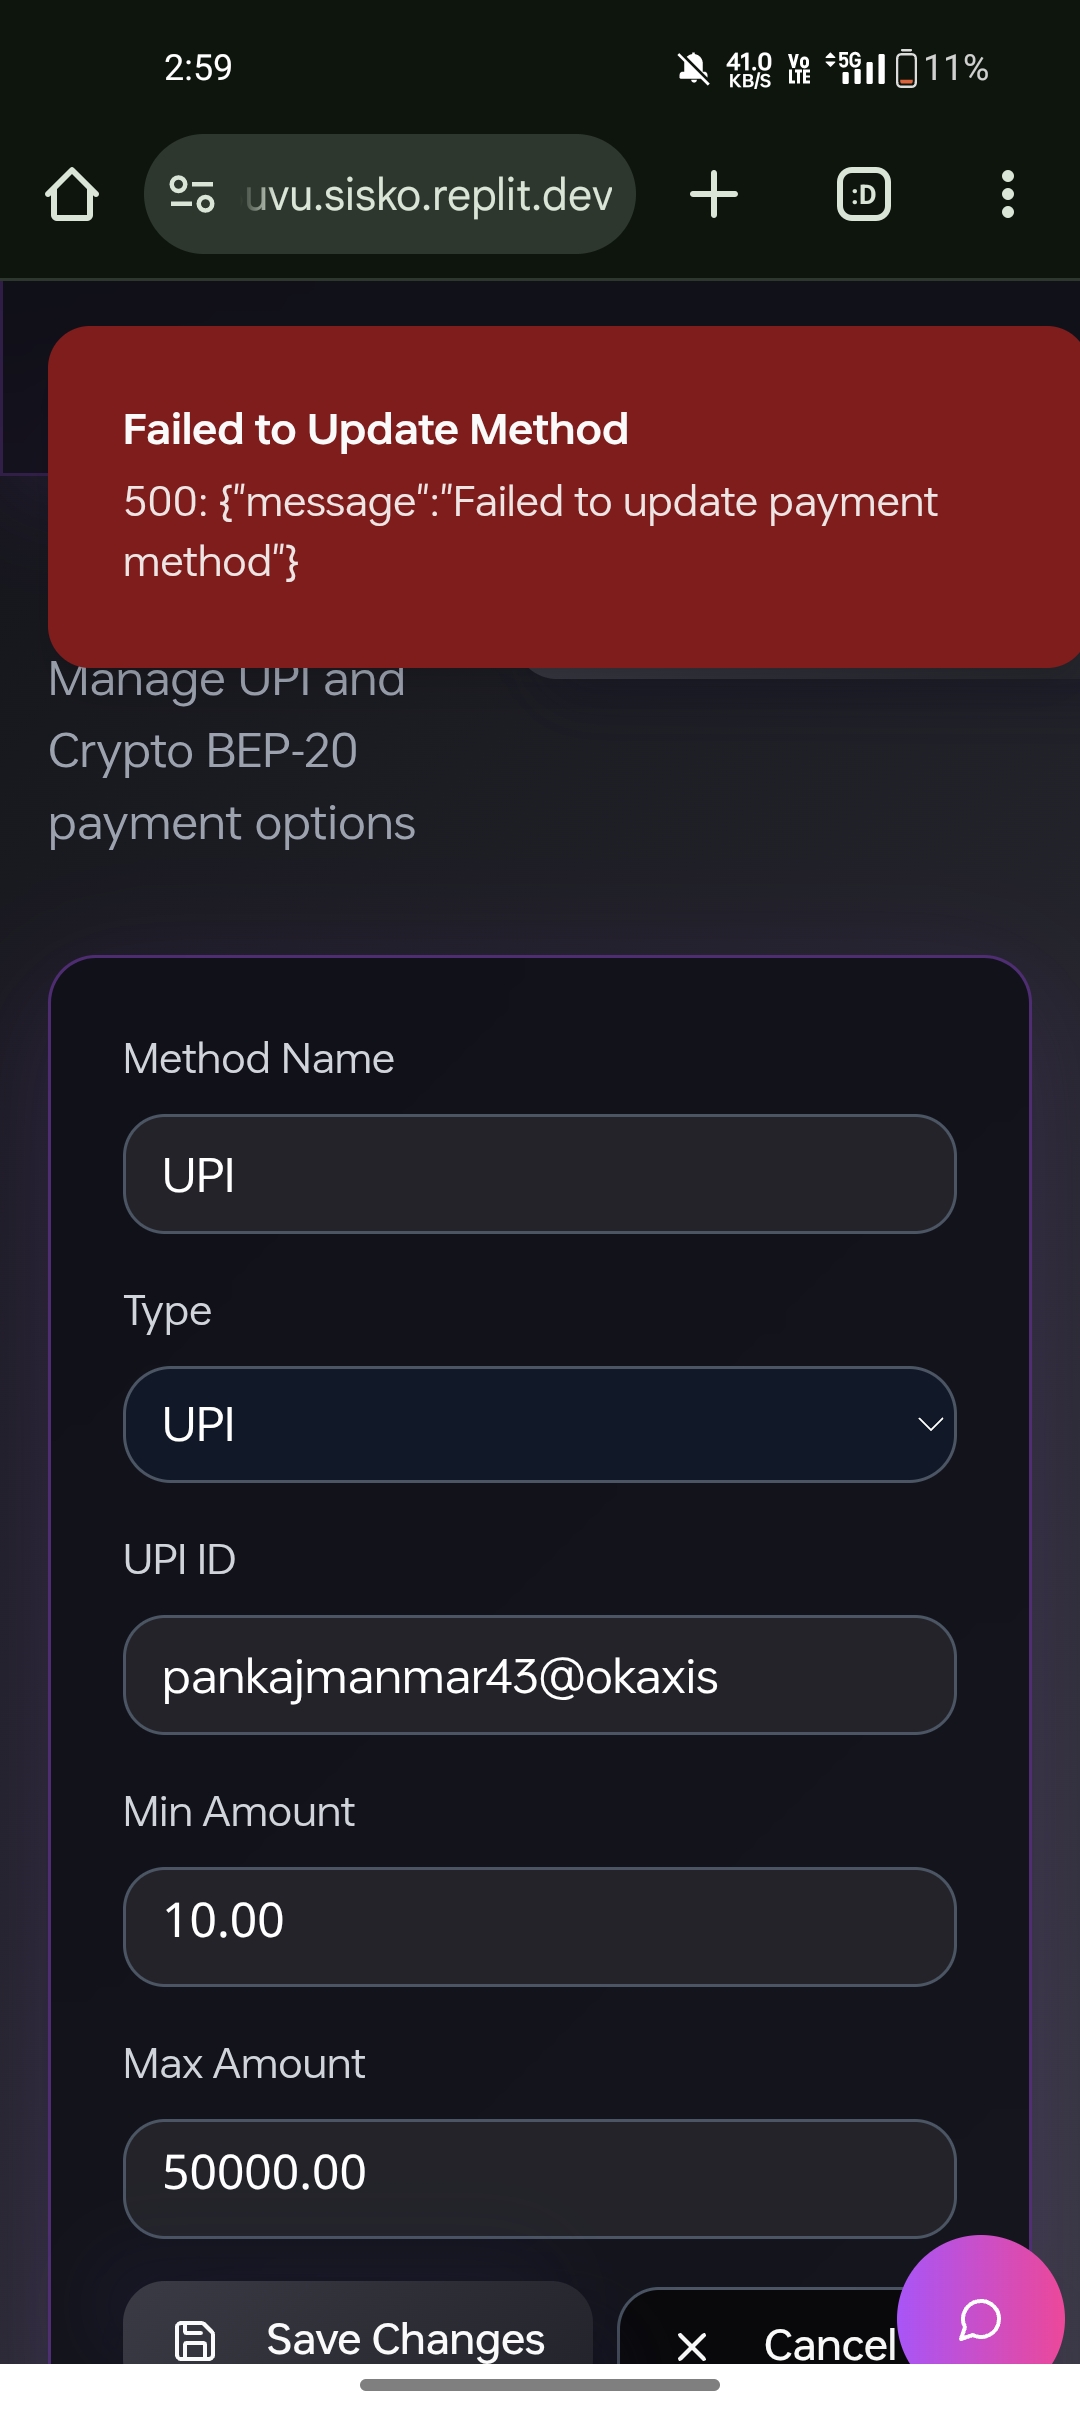 2:59
41.0
KB/S
Vo
LTE
5G
11%
uvu.sisko.replit.dev
:D
Failed to Update Method
500: {"message":"Failed to update payment
method"}
Manage UPI and
Crypto BEP-20
payment options
Method Name
UPI
Type
UPI
UPI ID
pankajmanmar43@okaxis
Min Amount
10.00
Max Amount
50000.00
Save Changes
Cancel